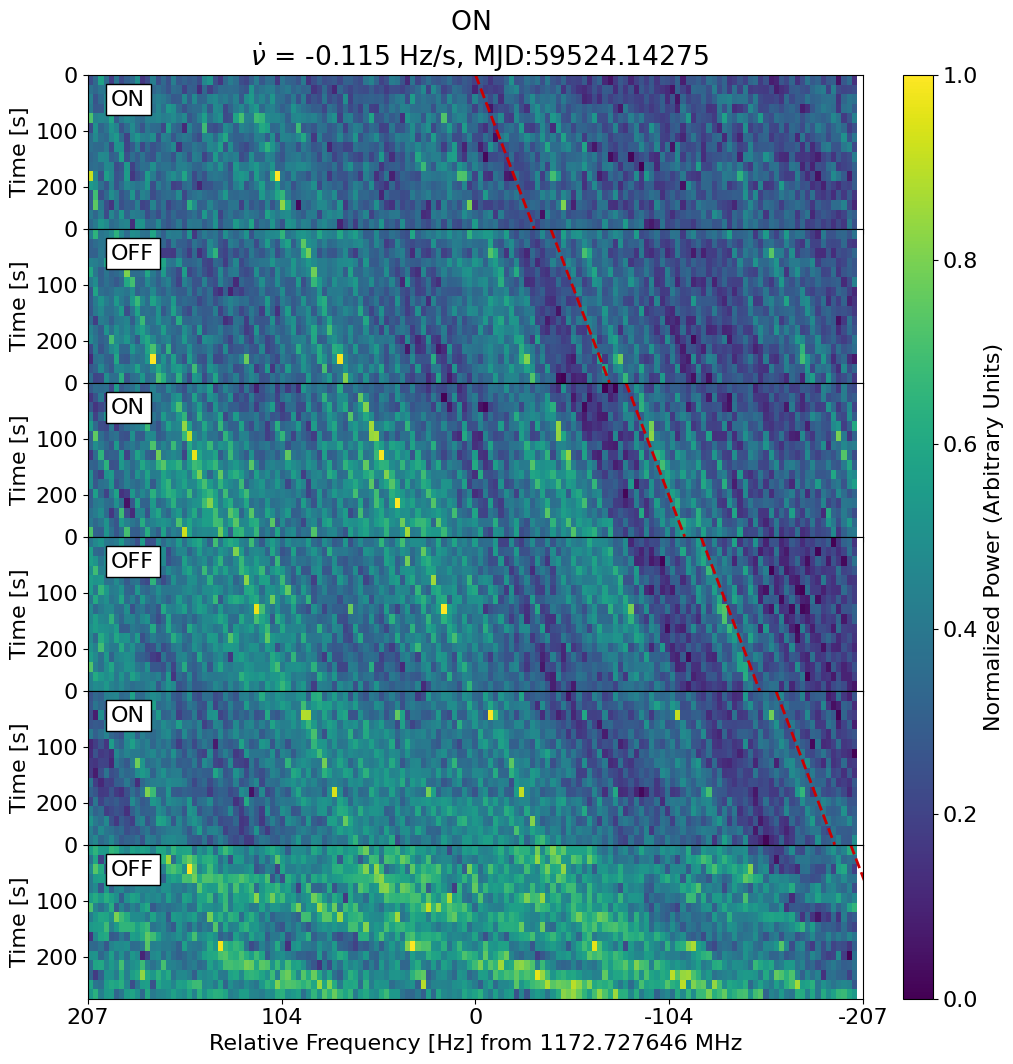 ON
ν̇ = -0.115 Hz/s, MJD:59524.14275
0
ON
100
Time [s]
200
0
OFF
100
Time [s]
200
0
ON
100
Time [s]
200
0
OFF
100
Time [s]
200
0
ON
100
Time [s]
200
0
OFF
100
Time [s]
200
207 104 0 -104 -207
Relative Frequency [Hz] from 1172.727646 MHz
1.0
0.8
0.6
0.4
0.2
0.0
Normalized Power (Arbitrary Units)